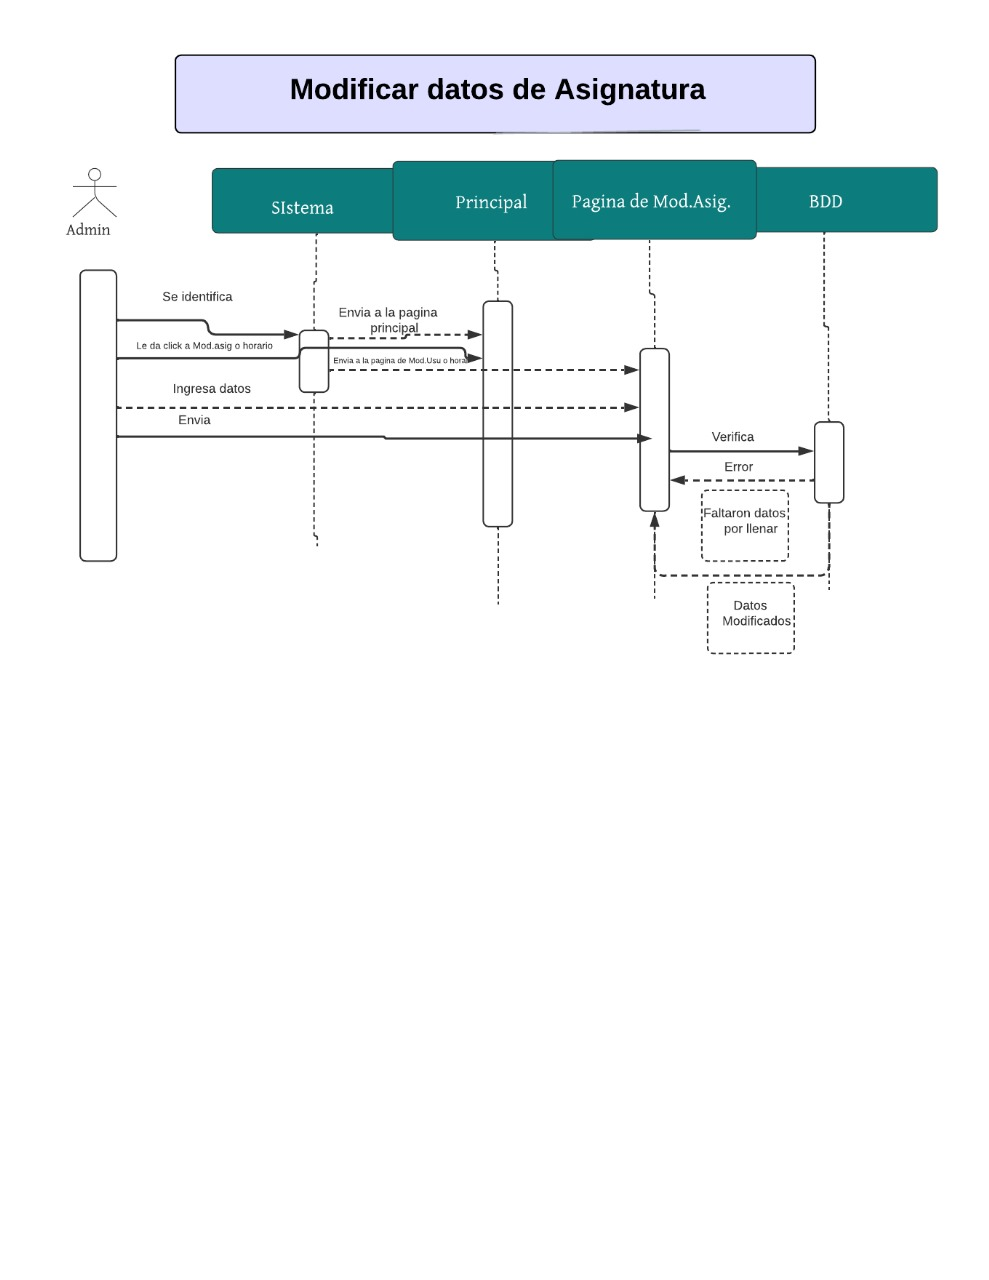 Modificar datos de Asignatura
Admin
SIstema
Principal
Pagina de Mod.Asig.
BDD
Se identifica
Envia a la pagina
principal
Le da click a Mod.asig o horario
Envia a la pagina de Mod.Usu o horar
Ingresa datos
Envia
Verifica
Error
Faltaron datos
por llenar
Datos
Modificados